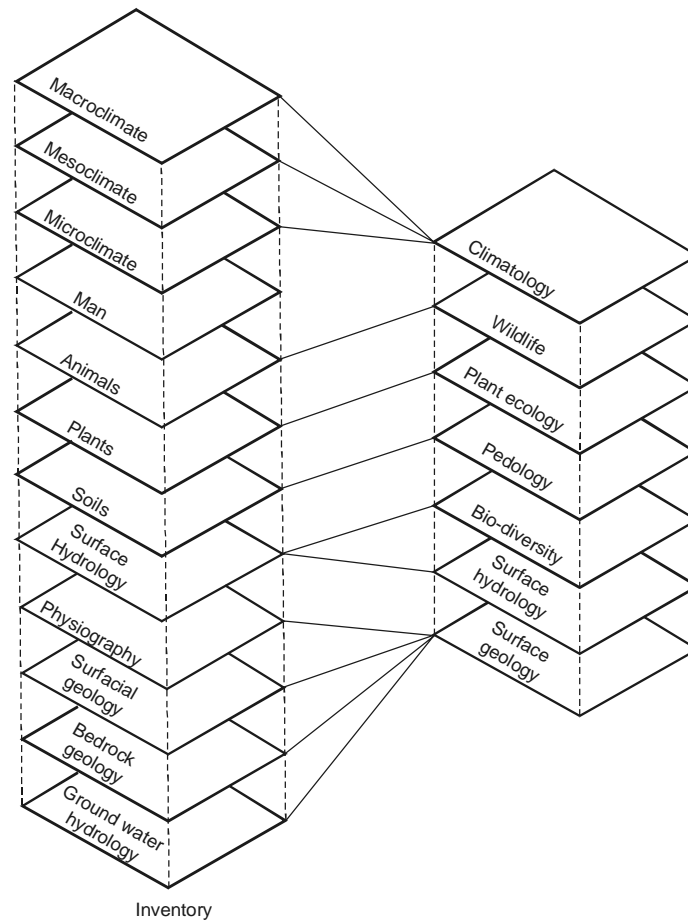 Macroclimate
Mesoclimate
Microclimate
Man
Animals
Plants
Soils
Surface
Hydrology
Physiography
Surfacial
geology
Bedrock
geology
Ground water
hydrology
Inventory
Climatology
Wildlife
Plant ecology
Pedology
Bio-diversity
Surface
hydrology
Surface
geology